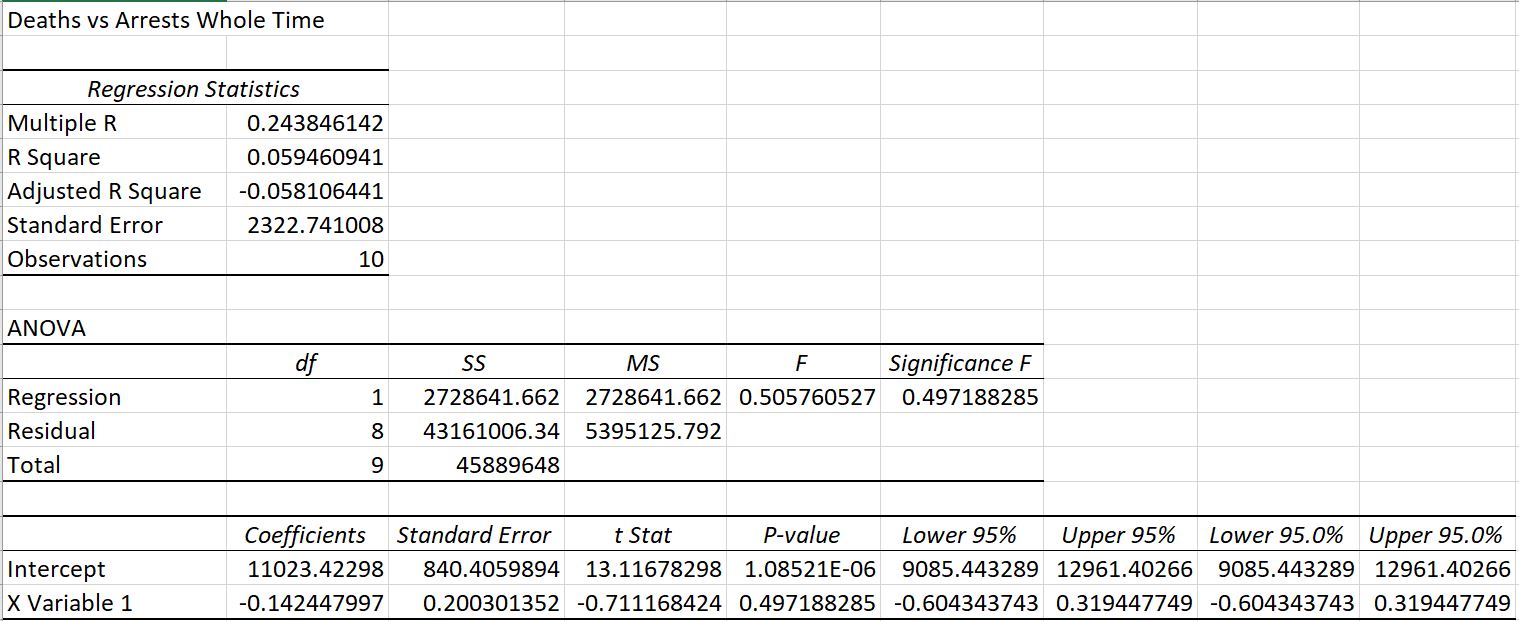 Deaths vs Arrests Whole Time
Regression Statistics
Multiple R 0.243846142
R Square 0.059460941
Adjusted R Square -0.058106441
Standard Error 2322.741008
Observations 10
ANOVA
df SS MS F Significance F
Regression 1 2728641.662 2728641.662 0.505760527 0.497188285
Residual 8 43161006.34 5395125.792
Total 9 45889648
Coefficients Standard Error t Stat P-value Lower 95% Upper 95% Lower 95.0% Upper 95.0%
Intercept 11023.42298 840.4059894 13.11678298 1.08521E-06 9085.443289 12961.40266 9085.443289 12961.40266
X Variable 1 -0.142447997 0.200301352 -0.711168424 0.497188285 -0.604343743 0.319447749 -0.604343743 0.319447749